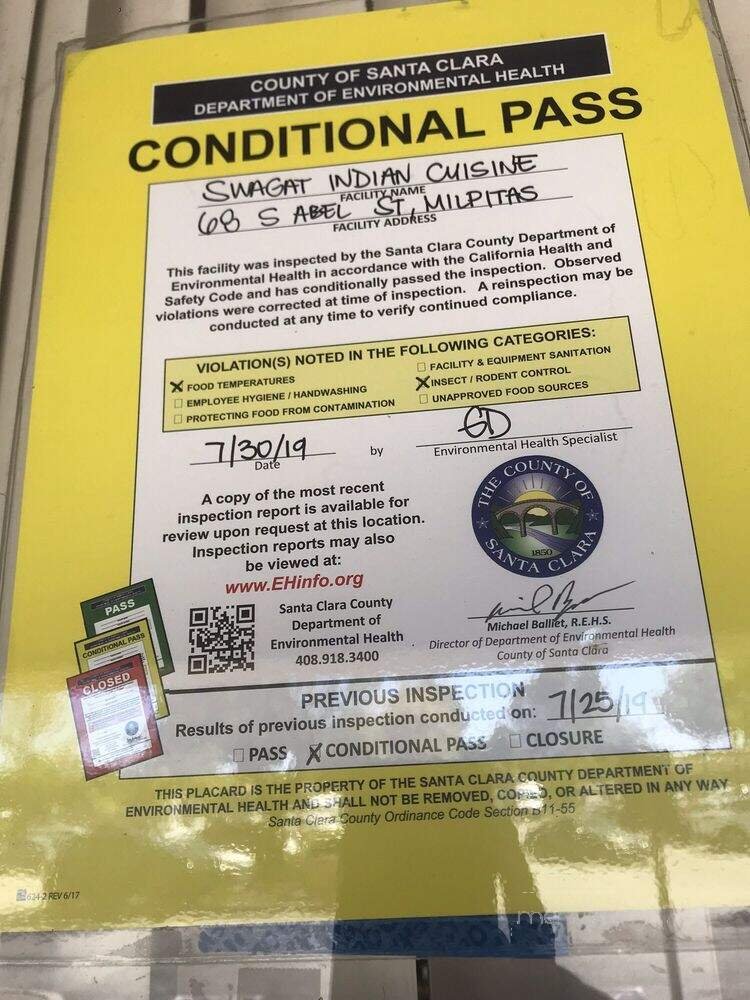 COUNTY OF SANTA CLARA
DEPARTMENT OF ENVIRONMENTAL HEALTH
CONDITIONAL PASS
SWAGAT INDIAN CUISINE
FACILITY NAME
68 S ABEL ST, MILPITAS
FACILITY ADDRESS
This facility was inspected by the Santa Clara County Department of
Environmental Health in accordance with the California Health and
Safety Code and has conditionally passed the inspection. Observed
violations were corrected at time of inspection. A reinspection may be
conducted at any time to verify continued compliance.
VIOLATION(S) NOTED IN THE FOLLOWING CATEGORIES:
X FOOD TEMPERATURES
☐ EMPLOYEE HYGIENE / HANDWASHING
☐ PROTECTING FOOD FROM CONTAMINATION
☐ FACILITY & EQUIPMENT SANITATION
X INSECT / RODENT CONTROL
☐ UNAPPROVED FOOD SOURCES
7/30/19 by GD
Date
Environmental Health Specialist
A copy of the most recent
inspection report is available for
review upon request at this location.
Inspection reports may also
be viewed at:
www.EHinfo.org
Santa Clara County
Department of
Environmental Health
408.918.3400
THE COUNTY OF
SANTA CLARA
1850
Michael Balliet, R.E.H.S.
Director of Department of Environmental Health
County of Santa Clara
PASS
CONDITIONAL PASS
CLOSED
PREVIOUS INSPECTION
Results of previous inspection conducted on: 7/25/19
☐ PASS X CONDITIONAL PASS ☐ CLOSURE
THIS PLACARD IS THE PROPERTY OF THE SANTA CLARA COUNTY DEPARTMENT OF
ENVIRONMENTAL HEALTH AND SHALL NOT BE REMOVED, COPIED, OR ALTERED IN ANY WAY
Santa Clara County Ordinance Code Section B11-55
634-2 REV 6/17